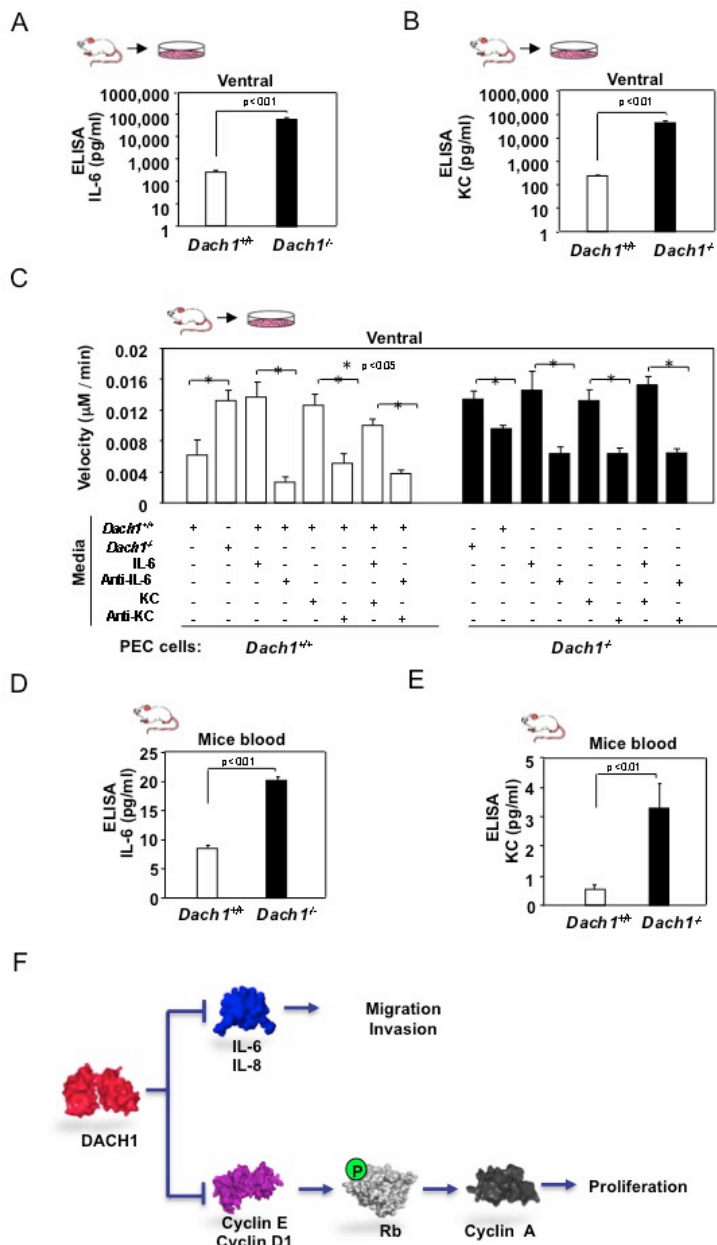 A
Ventral
1000,000
100,000
10,000
1,000
100
10
1
ELISA
IL-6 (pg/ml)
p < 0.01
Dach1+/+
Dach1-/-
B
Ventral
1000,000
100,000
10,000
1,000
100
10
1
ELISA
KC (pg/ml)
p < 0.01
Dach1+/+
Dach1-/-
C
Ventral
* p < 0.05
Velocity (µM / min)
0.02
0.016
0.012
0.008
0.004
0
* * * * * * * *
Media
Dach1+/+ + - + + + + + + - + - - - - - -
Dach1-/- - + - - - - - - + - - - - - - -
IL-6 - - + - - - + - - - + - - - + -
Anti-IL-6 - - - + - - - + - - - + - - - +
KC - - - - + - + - - - - - + - + -
Anti-KC - - - - - + - + - - - - - + - +
PEC cells: Dach1+/+ Dach1-/-
D
Mice blood
25
20
15
10
5
0
ELISA
IL-6 (pg/ml)
p < 0.01
Dach1+/+
Dach1-/-
E
Mice blood
5
4
3
2
1
0
ELISA
KC (pg/ml)
p < 0.01
Dach1+/+
Dach1-/-
F
DACH1
IL-6
IL-8
Migration
Invasion
Cyclin E
Cyclin D1
P
Rb
Cyclin A
Proliferation